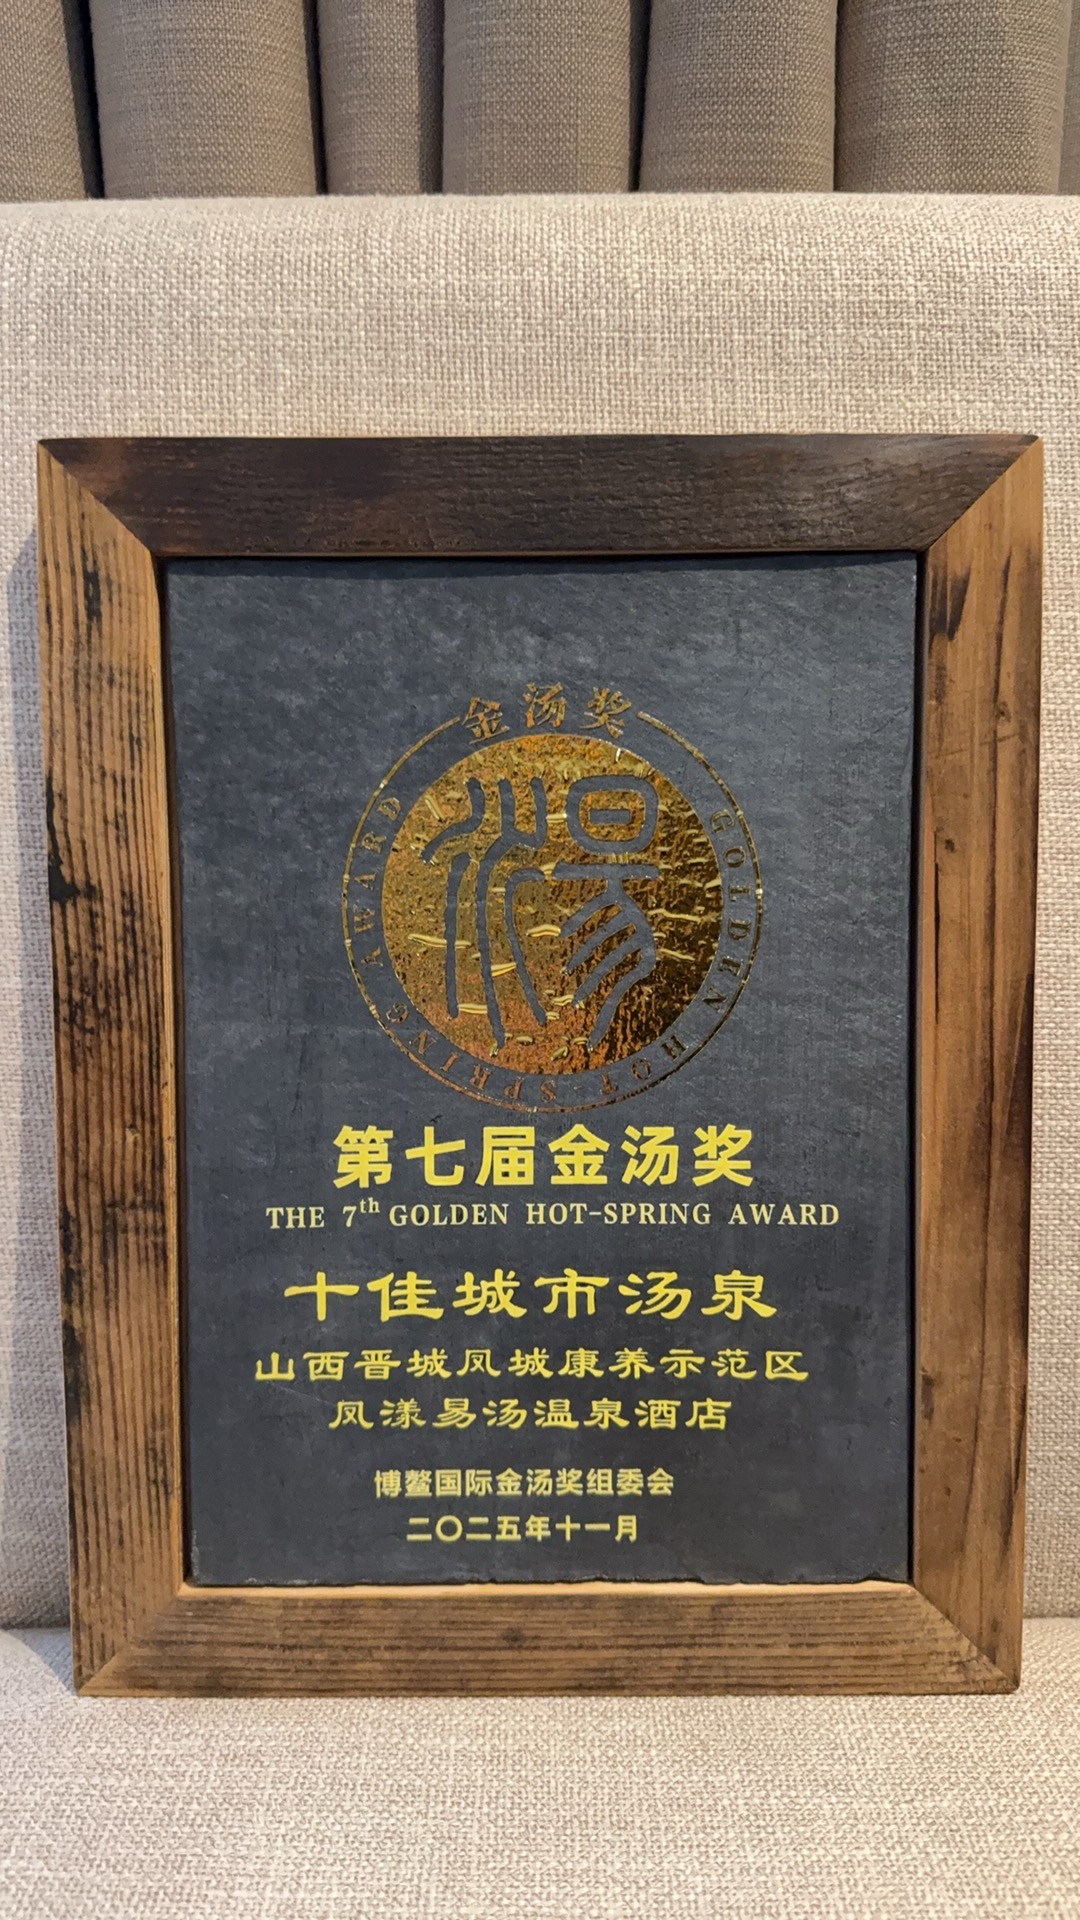 金汤奖
GOLDEN HOT SPRING AWARD
湯
第七届金汤奖
THE 7th GOLDEN HOT-SPRING AWARD
十佳城市汤泉
山西晋城凤城康养示范区
凤漾易汤温泉酒店
博鳌国际金汤奖组委会
二〇二五年十一月